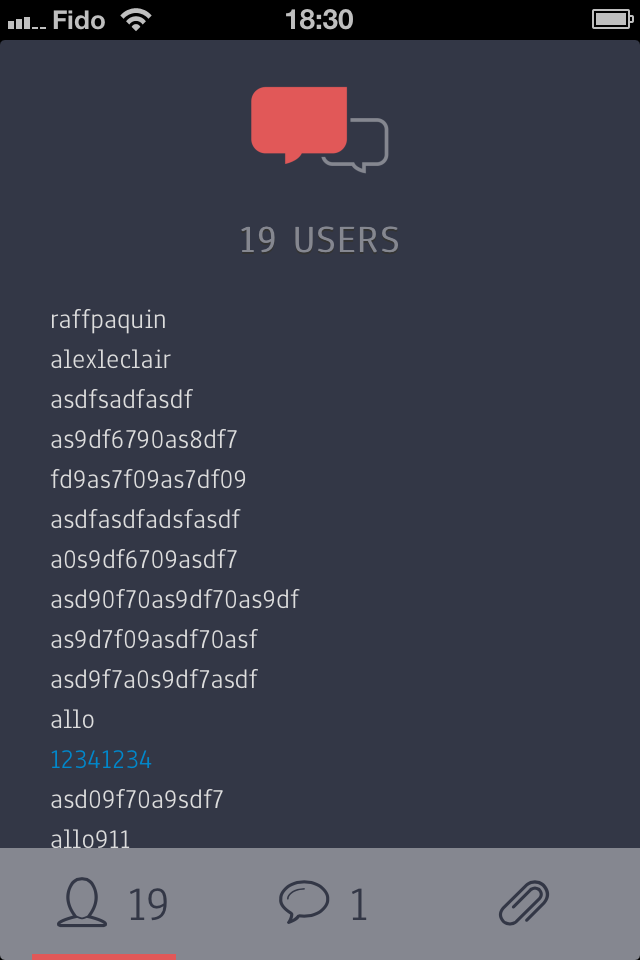 Fido 18:30
19 USERS
raffpaquin
alexleclair
asdfsadfasdf
as9df6790as8df7
fd9as7f09as7df09
asdfasdfadsfasdf
a0s9df6709asdf7
asd90f70as9df70as9df
as9d7f09asdf70asf
asd9f7a0s9df7asdf
allo
12341234
asd09f70a9sdf7
allo911
19 1